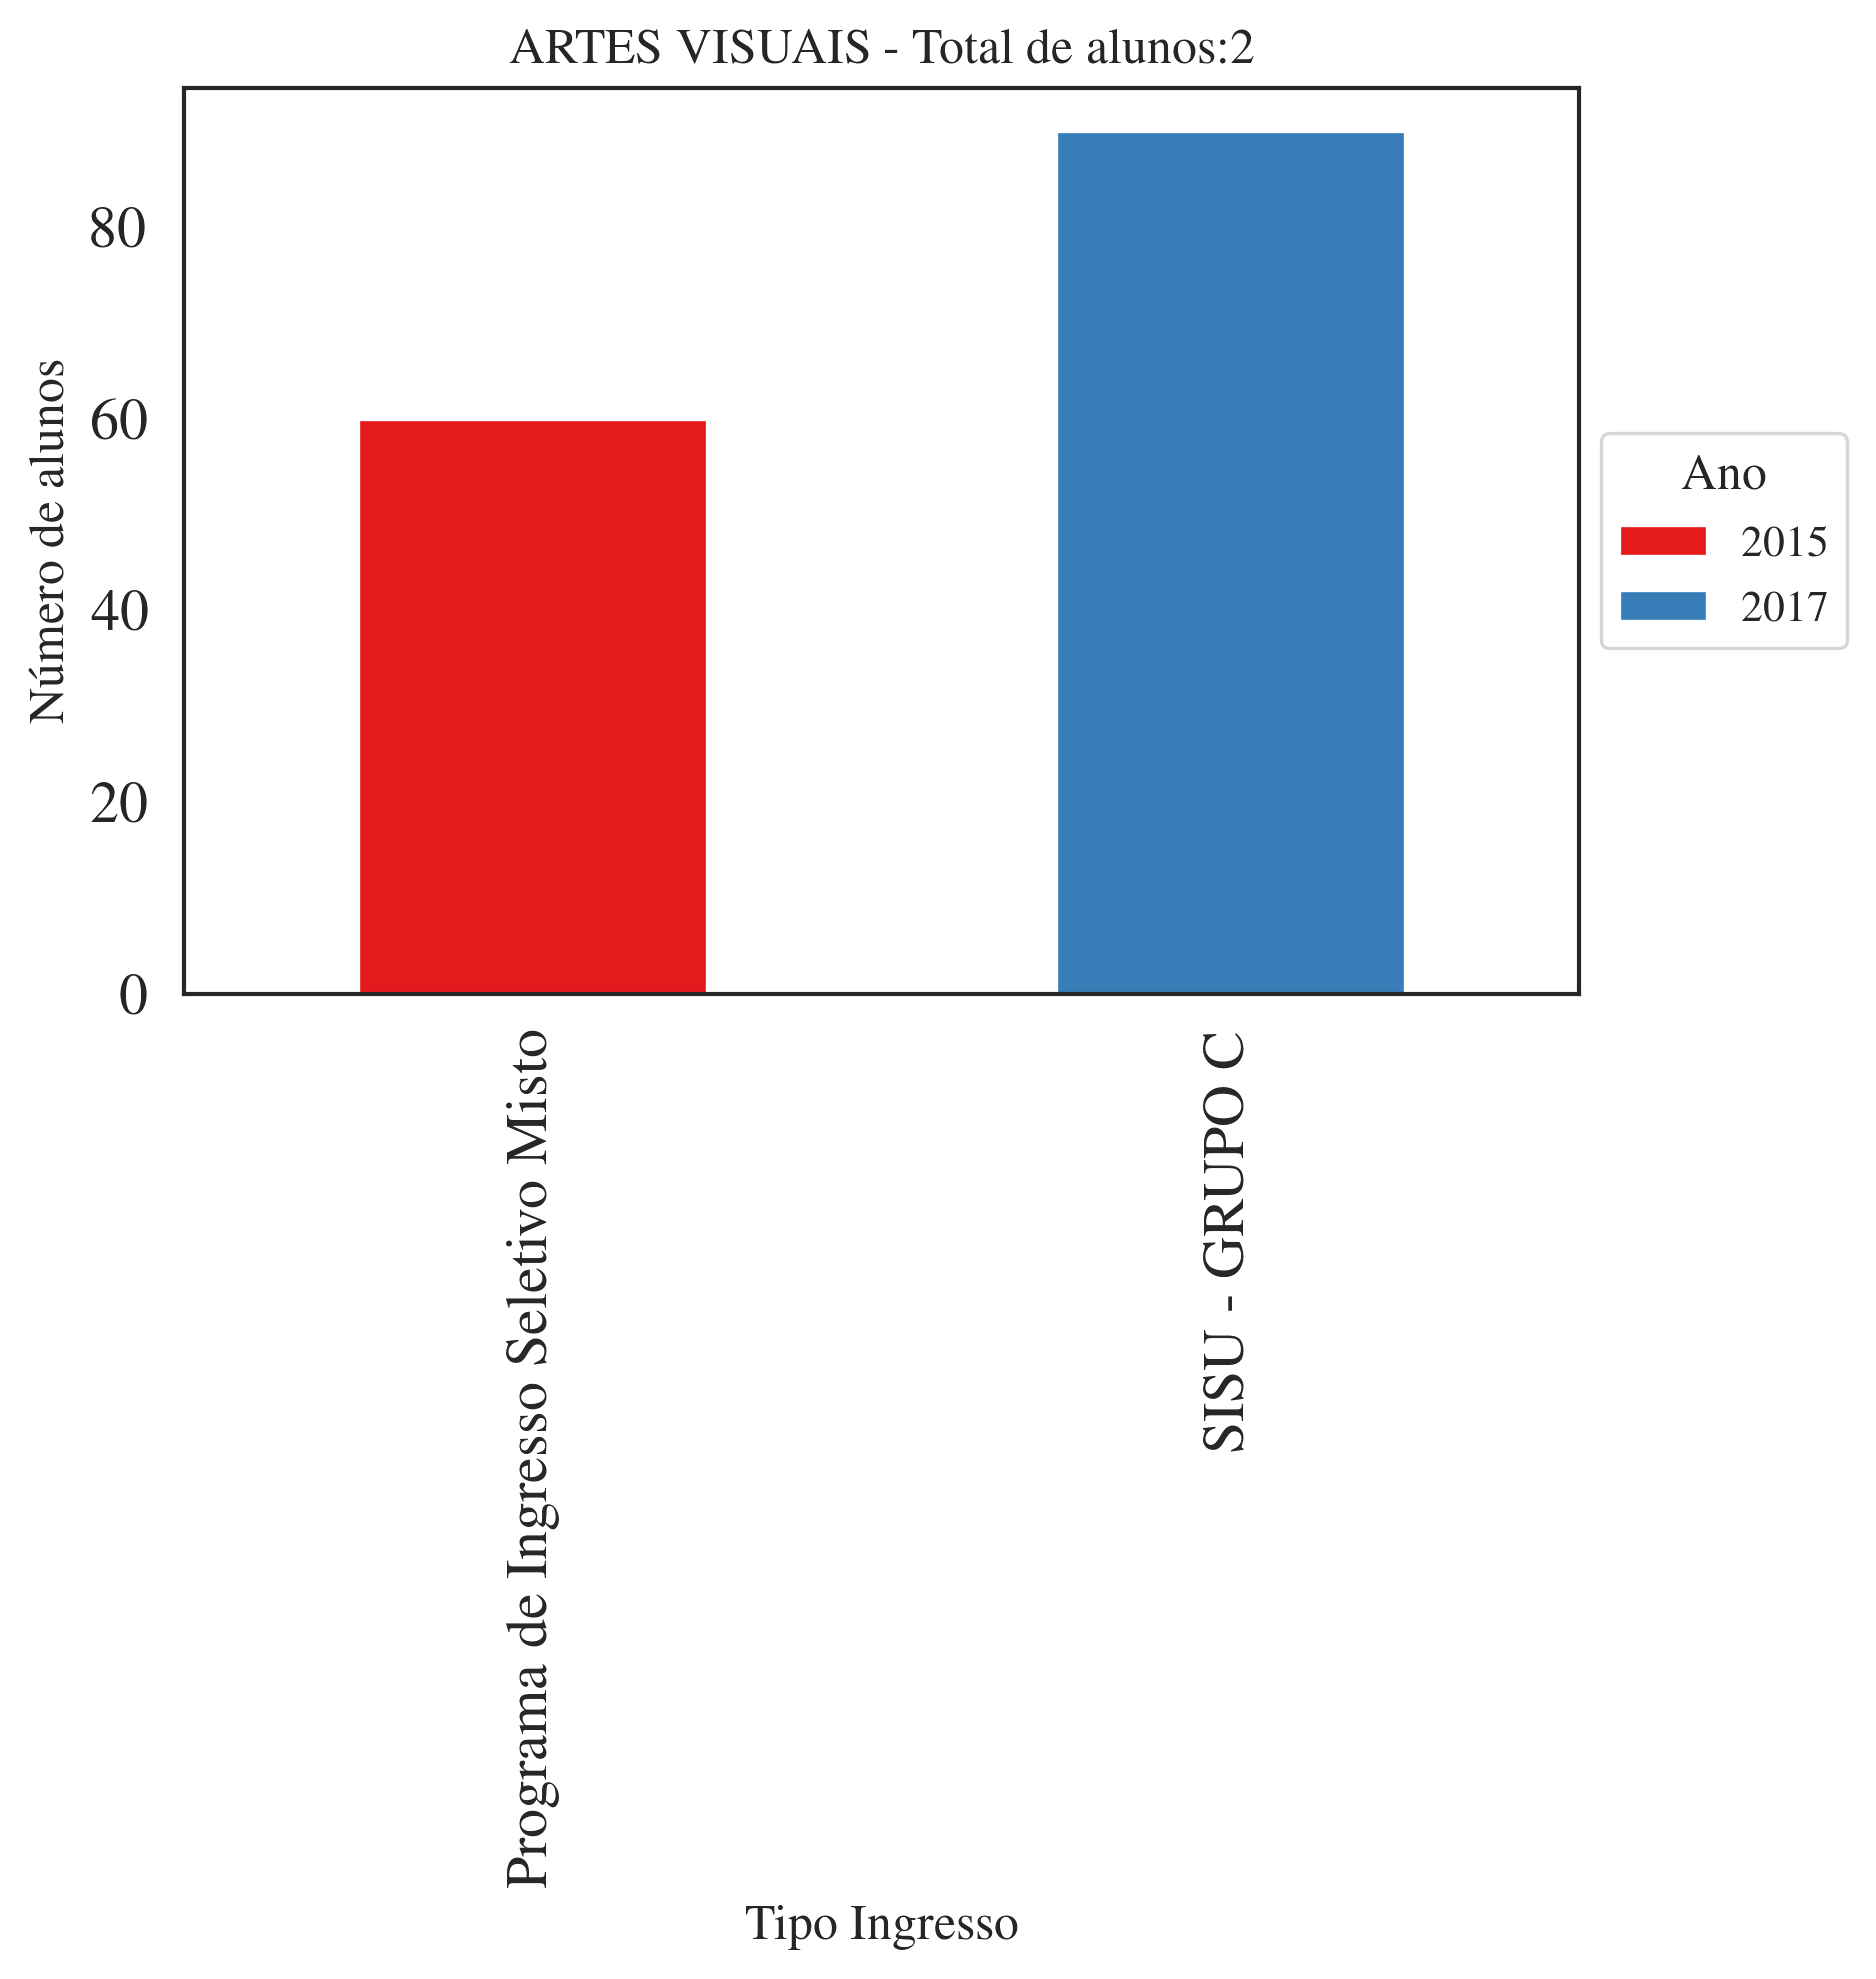 ARTES VISUAIS - Total de alunos:2
Número de alunos
80
60
40
20
0
Ano
2015
2017
Programa de Ingresso Seletivo Misto
SISU - GRUPO C
Tipo Ingresso